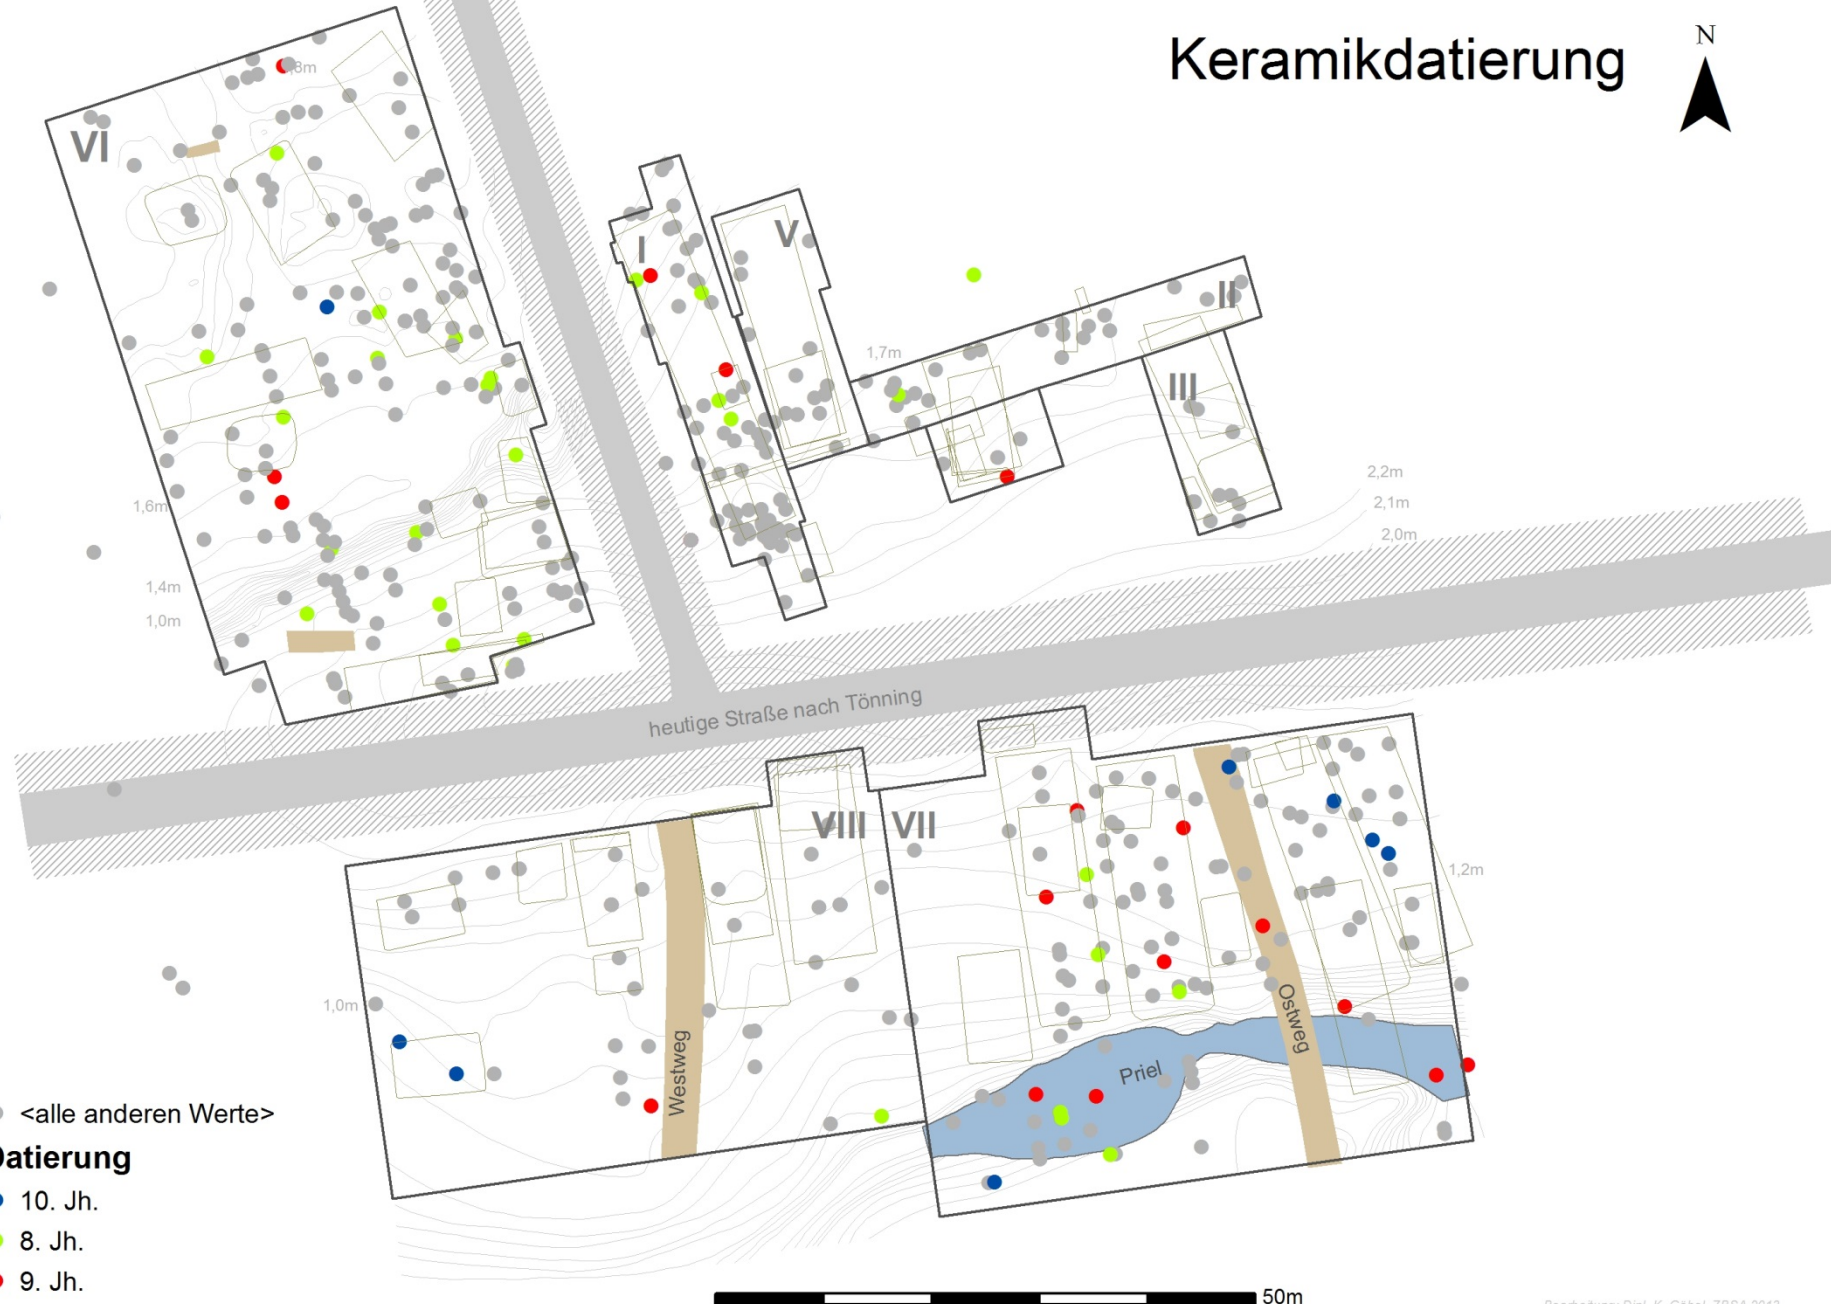 Keramikdatierung
N
8m
VI
I
V
II
1,7m
III
2,2m
2,1m
2,0m
1,6m
1,4m
1,0m
heutige Straße nach Tönning
VIII
VII
1,2m
1,0m
Westweg
Ostweg
Priel
<alle anderen Werte>
Datierung
10. Jh.
8. Jh.
9. Jh.
50m